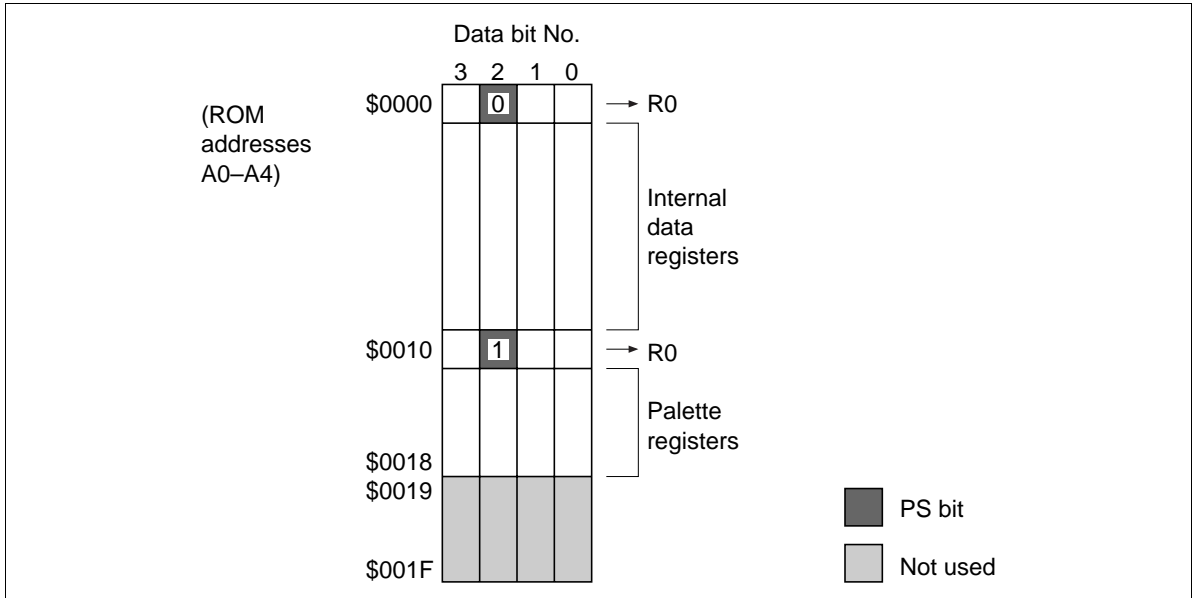 Data bit No.
3 2 1 0
(ROM
addresses
A0–A4)
$0000
0
R0
Internal
data
registers
$0010
1
R0
Palette
registers
$0018
$0019
$001F
PS bit
Not used